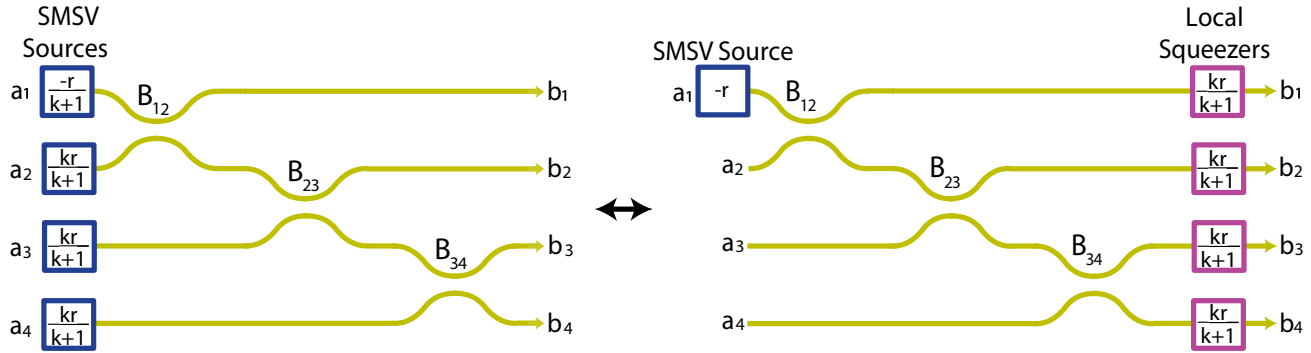 SMSV
Sources
a1
-r
k+1
B12
b1
a2
kr
k+1
B23
b2
a3
kr
k+1
B34
b3
a4
kr
k+1
b4
SMSV Source
Local
Squeezers
a1
-r
B12
kr
k+1
b1
a2
B23
kr
k+1
b2
a3
B34
kr
k+1
b3
a4
kr
k+1
b4